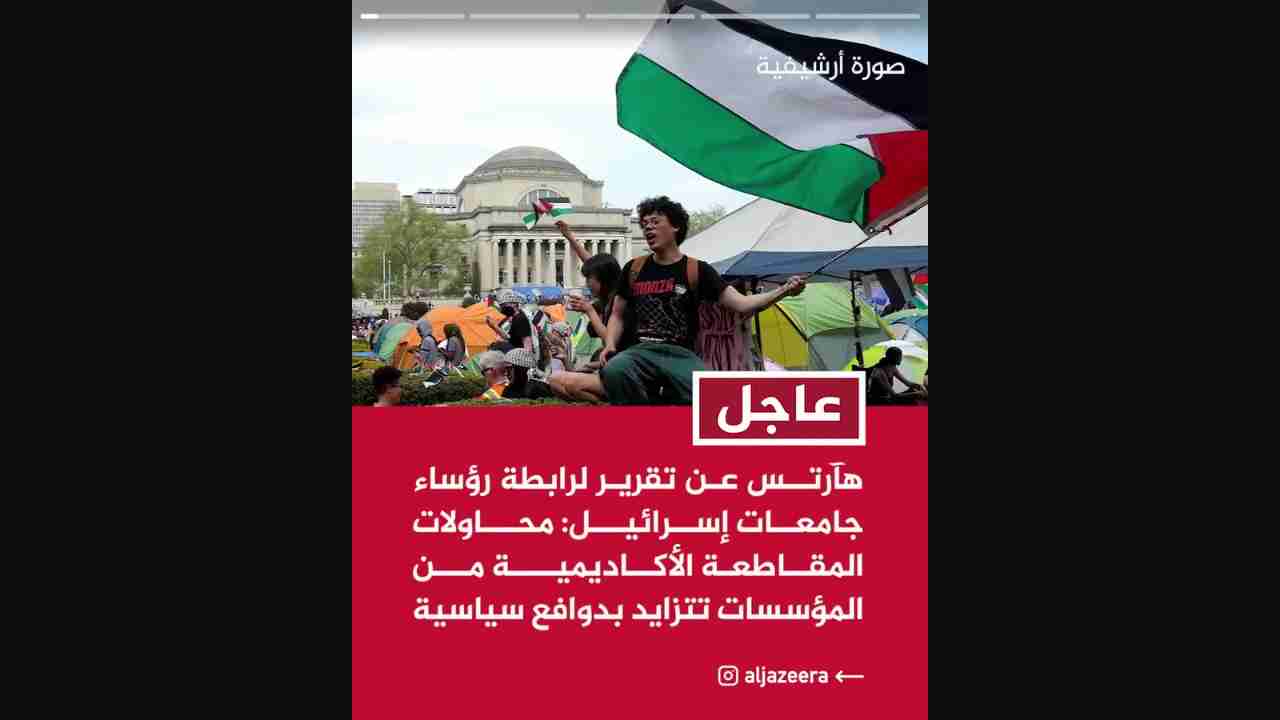 صورة أرشيفية
MONZA
عاجل
هآرتس عن تقرير لرابطة رؤساء
جامعات إسرائيل: محاولات
المقاطعة الأكاديمية من
المؤسسات تتزايد بدوافع سياسية
aljazeera